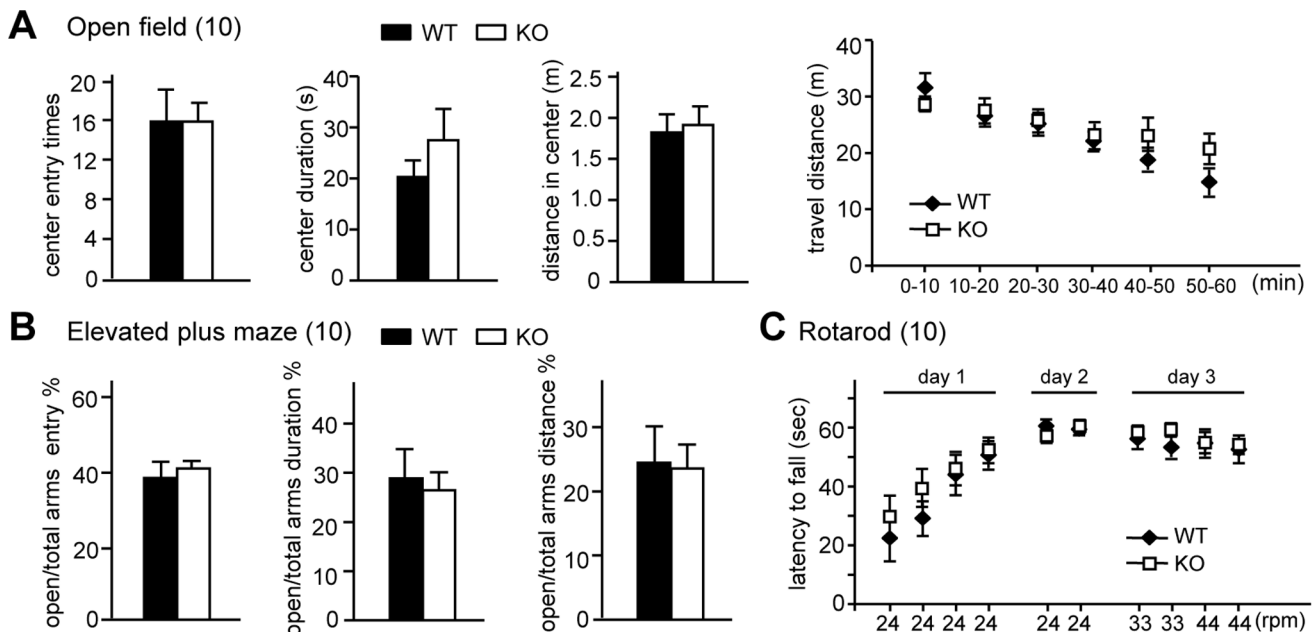 A Open field (10)
WT KO
center entry times
20
16
12
8
4
0
center duration (s)
40
30
20
10
0
distance in center (m)
2.5
2.0
1.5
1.0
0.5
0
travel distance (m)
40
30
20
10
0
WT
KO
0-10 10-20 20-30 30-40 40-50 50-60 (min)
B Elevated plus maze (10)
WT KO
open/total arms entry %
60
40
20
0
open/total arms duration %
40
30
20
10
0
open/total arms distance %
30
20
10
0
C Rotarod (10)
day 1 day 2 day 3
latency to fall (sec)
60
40
20
0
WT
KO
24 24 24 24 24 24 33 33 44 44 (rpm)